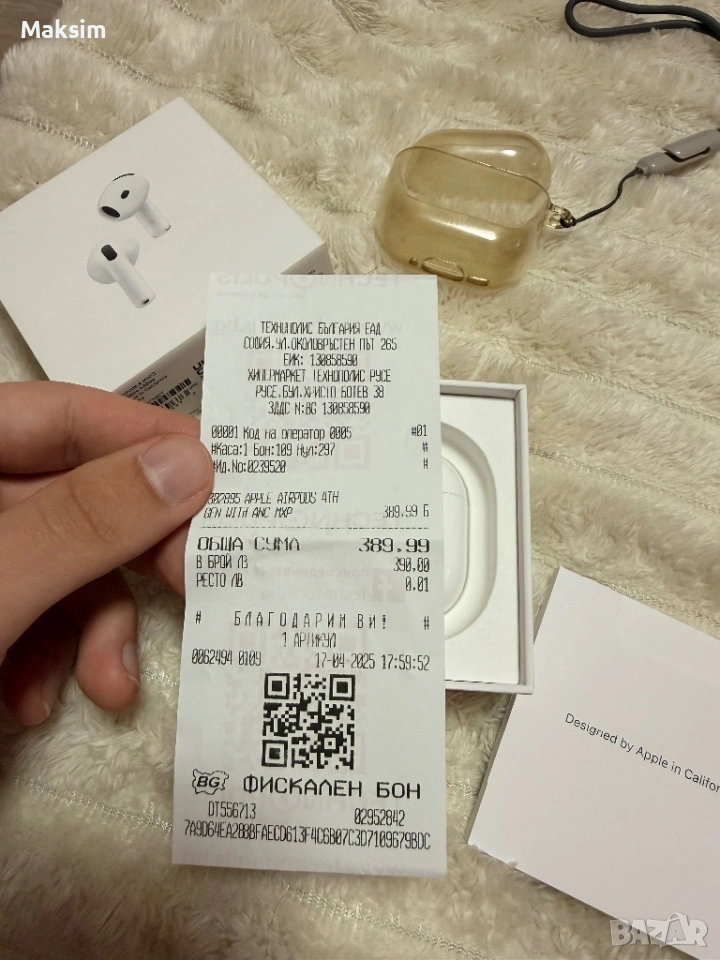 Maksim
ТЕХНОПОЛИС БЪЛГАРИЯ ЕАД
СОФИЯ,УЛ.ОКОЛОВРЪСТЕН ПЪТ 265
ЕИК: 130858590
ХИПЕРМАРКЕТ ТЕХНОПОЛИС РУСЕ
РУСЕ,БУЛ.ХРИСТО БОТЕВ 38
ЗДДС N:BG 130858590
00001 Код на оператор 0005 #01
#Каса:1 Бон:109 Нул:297 #
#Ид.No:0239520 #
APPLE AIRPODS 4TH
GEN WITH ANC MXP 389.99 Б
ОБЩА СУМА 389.99
В БРОЙ ЛВ 390.00
РЕСТО ЛВ 0.01
# БЛАГОДАРИМ ВИ! #
1 АРТИКУЛ
0062494 0109 17-04-2025 17:59:52
BG ФИСКАЛЕН БОН
DT556713 02952842
Designed by Apple in Califor
BAZAR